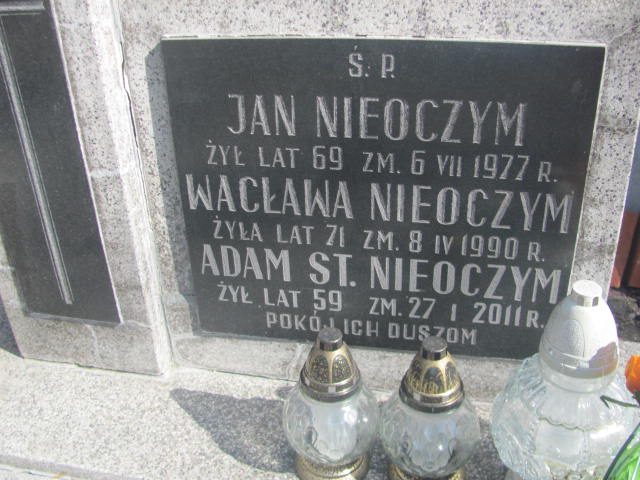 Ś. P.
JAN NIEOCZYM
ŻYŁ LAT 69 ZM. 6 VII 1977 R.
WACŁAWA NIEOCZYM
ŻYŁA LAT 71 ZM. 8 IV 1990 R.
ADAM ST. NIEOCZYM
ŻYŁ LAT 59 ZM. 27 I 2011 R.
POKÓJ ICH DUSZOM